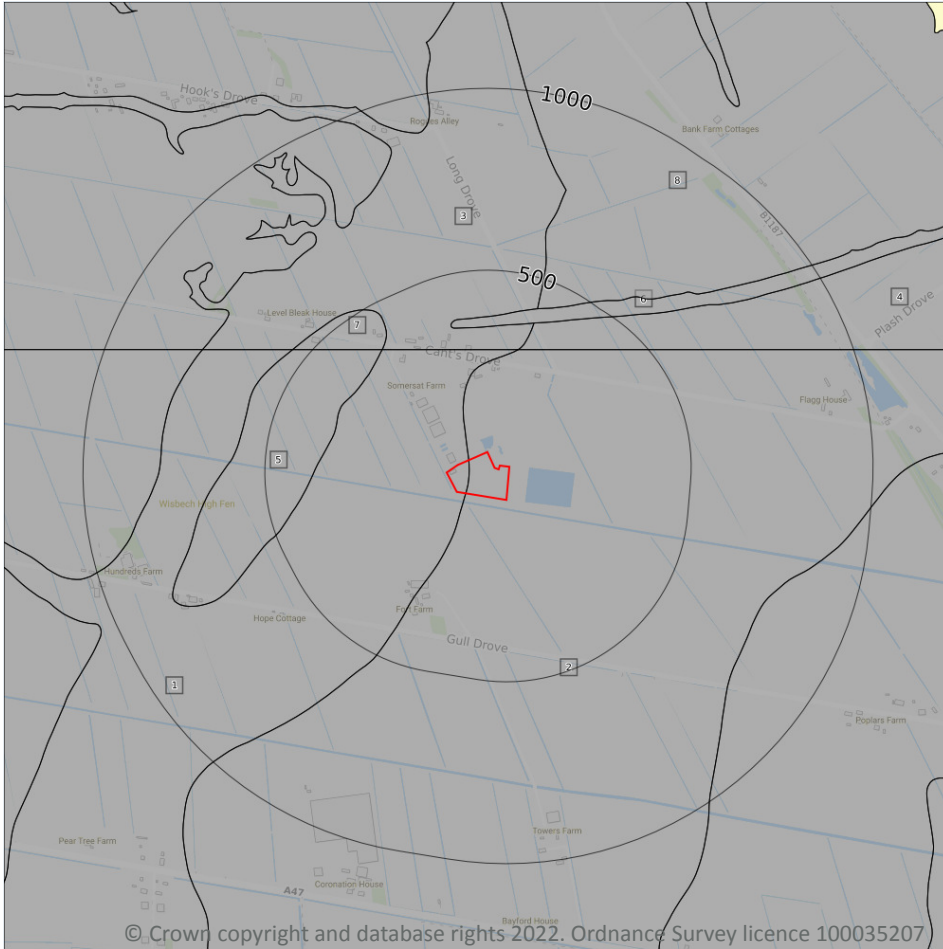 Hook's Drove
1000
Rogues Alley
Bank Farm Cottages
8
Long Drove
3
B1187
500
6
4
Plash Drove
Level Bleak House
7
Cant's Drove
Somersat Farm
Flagg House
5
Wisbech High Fen
Hundreds Farm
Fort Farm
Hope Cottage
Gull Drove
2
1
Poplars Farm
Towers Farm
Pear Tree Farm
Coronation House
A47
Bayford House
© Crown copyright and database rights 2022. Ordnance Survey licence 100035207.